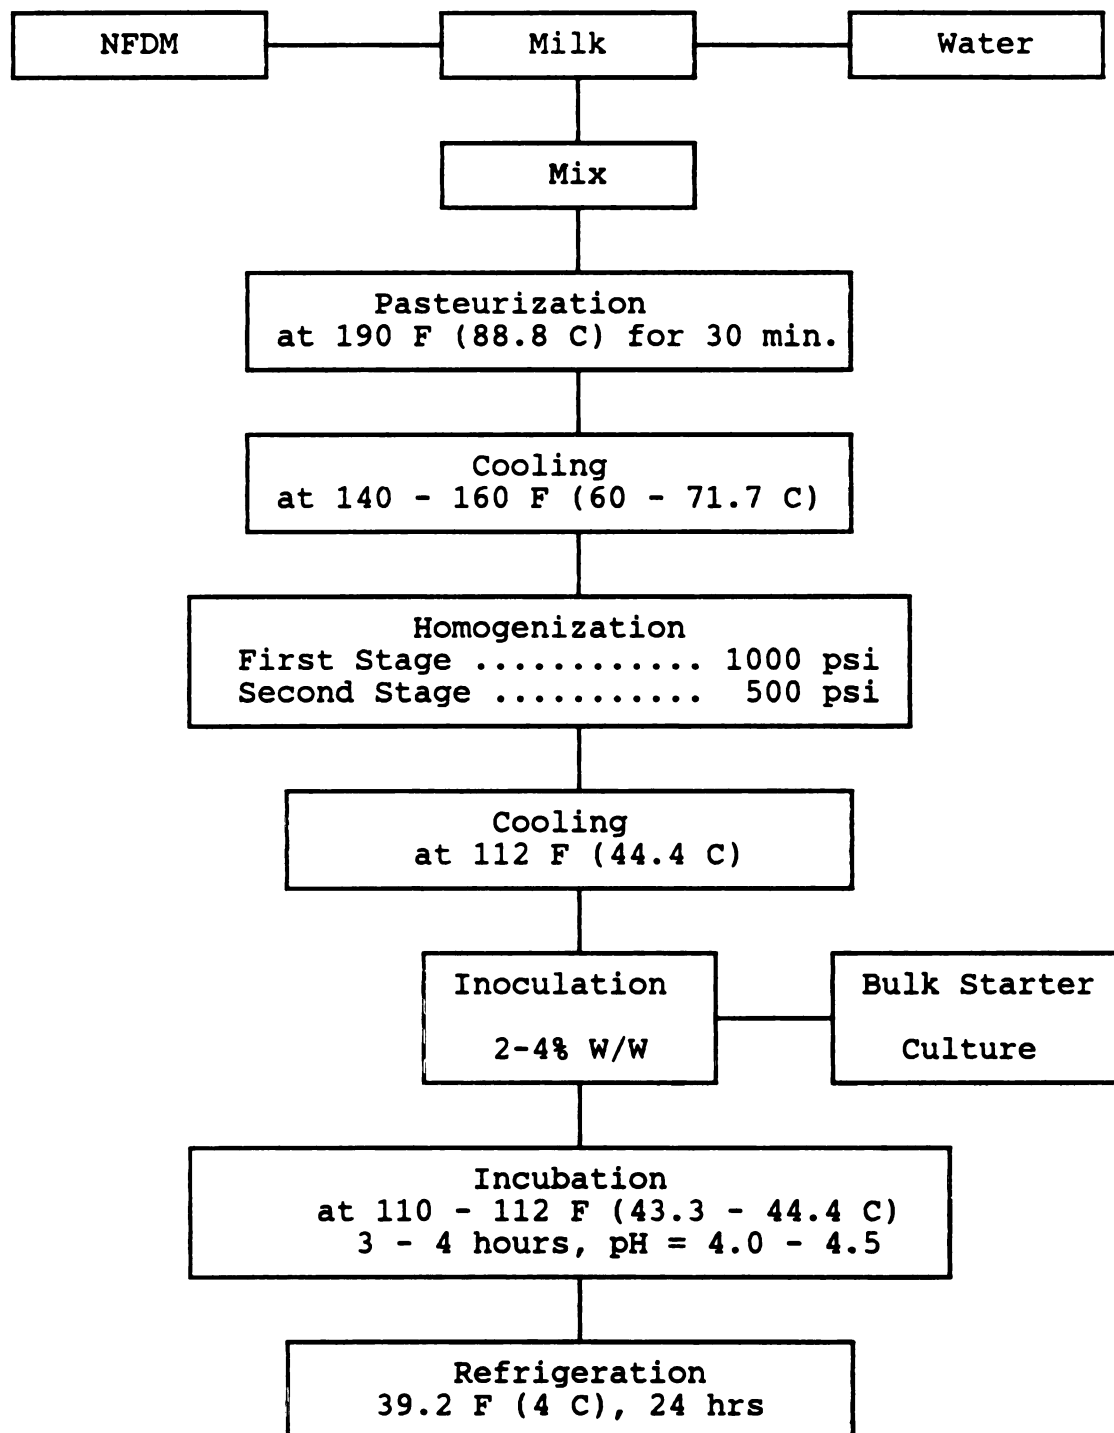 NFDM Milk Water
Mix
Pasteurization
at 190 F (88.8 C) for 30 min.
Cooling
at 140 - 160 F (60 - 71.7 C)
Homogenization
First Stage ............ 1000 psi
Second Stage ........... 500 psi
Cooling
at 112 F (44.4 C)
Inoculation
2-4% W/W
Bulk Starter
Culture
Incubation
at 110 - 112 F (43.3 - 44.4 C)
3 - 4 hours, pH = 4.0 - 4.5
Refrigeration
39.2 F (4 C), 24 hrs